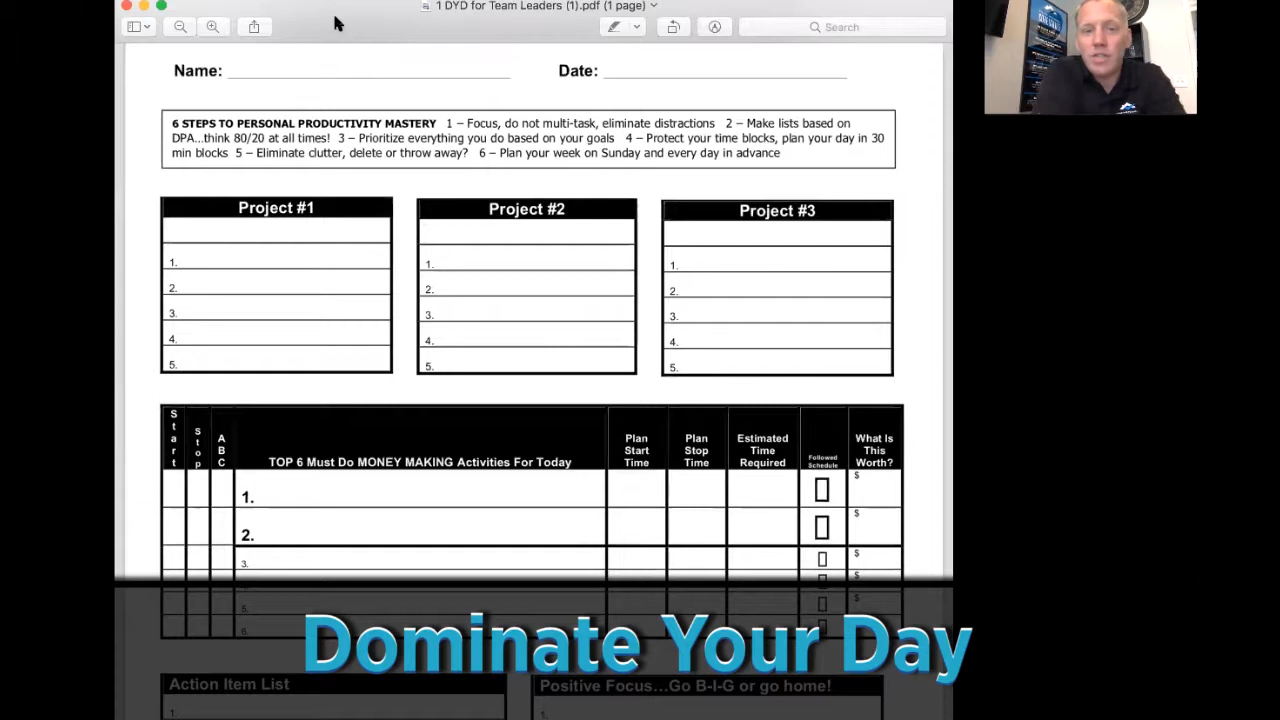 1 DYD for Team Leaders (1).pdf (1 page)
Search
Name:
Date:
6 STEPS TO PERSONAL PRODUCTIVITY MASTERY 1 – Focus, do not multi-task, eliminate distractions 2 – Make lists based on
DPA…think 80/20 at all times! 3 – Prioritize everything you do based on your goals 4 – Protect your time blocks, plan your day in 30
min blocks 5 – Eliminate clutter, delete or throw away? 6 – Plan your week on Sunday and every day in advance
Project #1
1.
2.
3.
4.
5.
Project #2
1.
2.
3.
4.
5.
Project #3
1.
2.
3.
4.
5.
Start
Stop
ABC
TOP 6 Must Do MONEY MAKING Activities For Today
Plan
Start
Time
Plan
Stop
Time
Estimated
Time
Required
Followed
Schedule
What Is
This
Worth?
1.
$
2.
$
3.
$
$
5.
$
6.
Dominate Your Day
Action Item List
1.
Positive Focus…Go B-I-G or go home!
1.